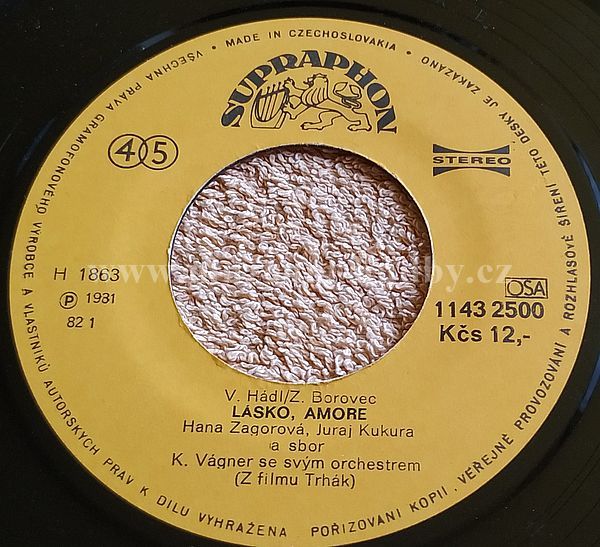 • MADE IN CZECHOSLOVAKIA •
VŠECHNA PRÁVA GRAMOFONOVÉHO VÝROBCE A VLASTNÍKŮ AUTORSKÝCH PRÁV K DÍLU VYHRAŽENA. POŘIZOVÁNÍ KOPIÍ, VEŘEJNÉ PROVOZOVÁNÍ A ROZHLASOVÉ ŠÍŘENÍ TÉTO DESKY JE ZAKÁZÁNO
SUPRAPHON
45
STEREO
H 1863
Ⓟ 1981
82 1
OSA
1143 2500
Kčs 12,-
V. Hádl/Z. Borovec
LÁSKO, AMORE
Hana Zagorová, Juraj Kukura
a sbor
K. Vágner se svým orchestrem
(Z filmu Trhák)